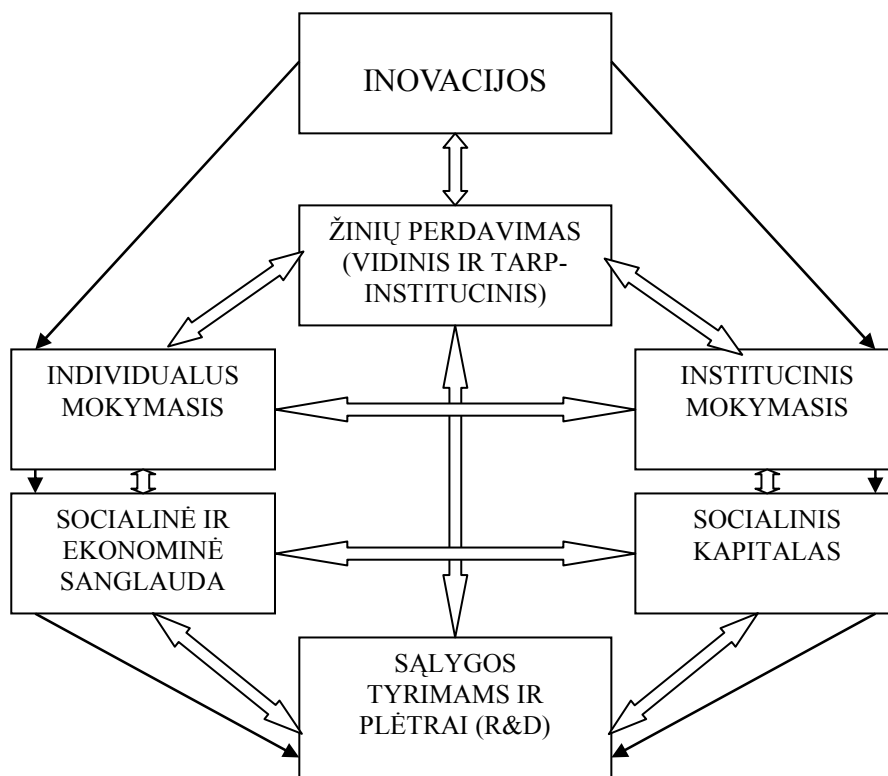 INOVACIJOS
ŽINIŲ PERDAVIMAS
(VIDINIS IR TARP-
INSTITUCINIS)
INDIVIDUALUS
MOKYMASIS
INSTITUCINIS
MOKYMASIS
SOCIALINĖ IR
EKONOMINĖ
SANGLAUDA
SOCIALINIS
KAPITALAS
SĄLYGOS
TYRIMAMS IR
PLĖTRAI (R&D)